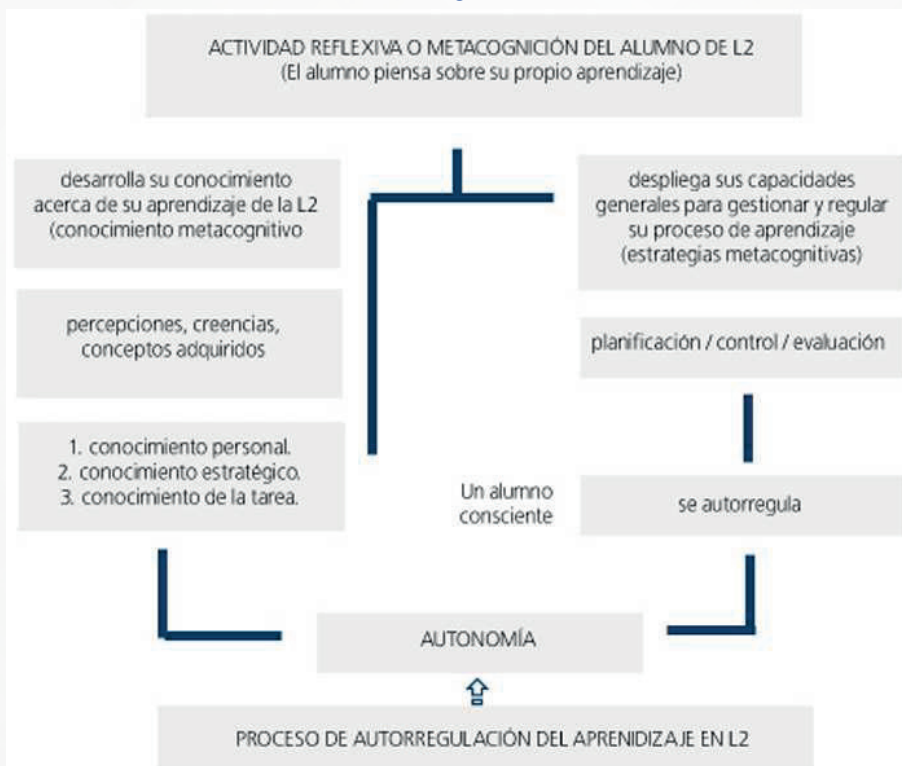 ACTIVIDAD REFLEXIVA O METACOGNICIÓN DEL ALUMNO DE L2
(El alumno piensa sobre su propio aprendizaje)
desarrolla su conocimiento
acerca de su aprendizaje de la L2
(conocimiento metacognitivo
percepciones, creencias,
conceptos adquiridos
1. conocimiento personal.
2. conocimiento estratégico.
3. conocimiento de la tarea.
despliega sus capacidades
generales para gestionar y regular
su proceso de aprendizaje
(estrategias metacognitivas)
planificación / control / evaluación
Un alumno
consciente
se autorregula
AUTONOMÍA
PROCESO DE AUTORREGULACIÓN DEL APRENIDIZAJE EN L2